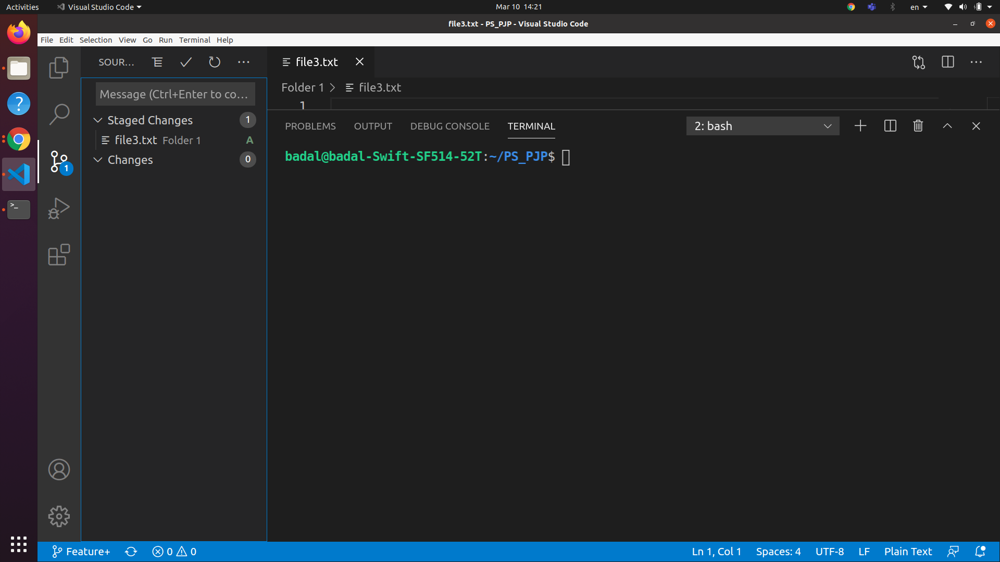 Activities Visual Studio Code Mar 10 14:21 en
file3.txt - PS_PJP - Visual Studio Code
File Edit Selection View Go Run Terminal Help
SOUR... file3.txt
Message (Ctrl+Enter to co... Folder 1 > file3.txt
1
Staged Changes 1
file3.txt Folder 1 A
Changes 0
PROBLEMS OUTPUT DEBUG CONSOLE TERMINAL 2: bash
badal@badal-Swift-SF514-52T:~/PS_PJP$
1
>_
Feature+ 0 0 Ln 1, Col 1 Spaces: 4 UTF-8 LF Plain Text